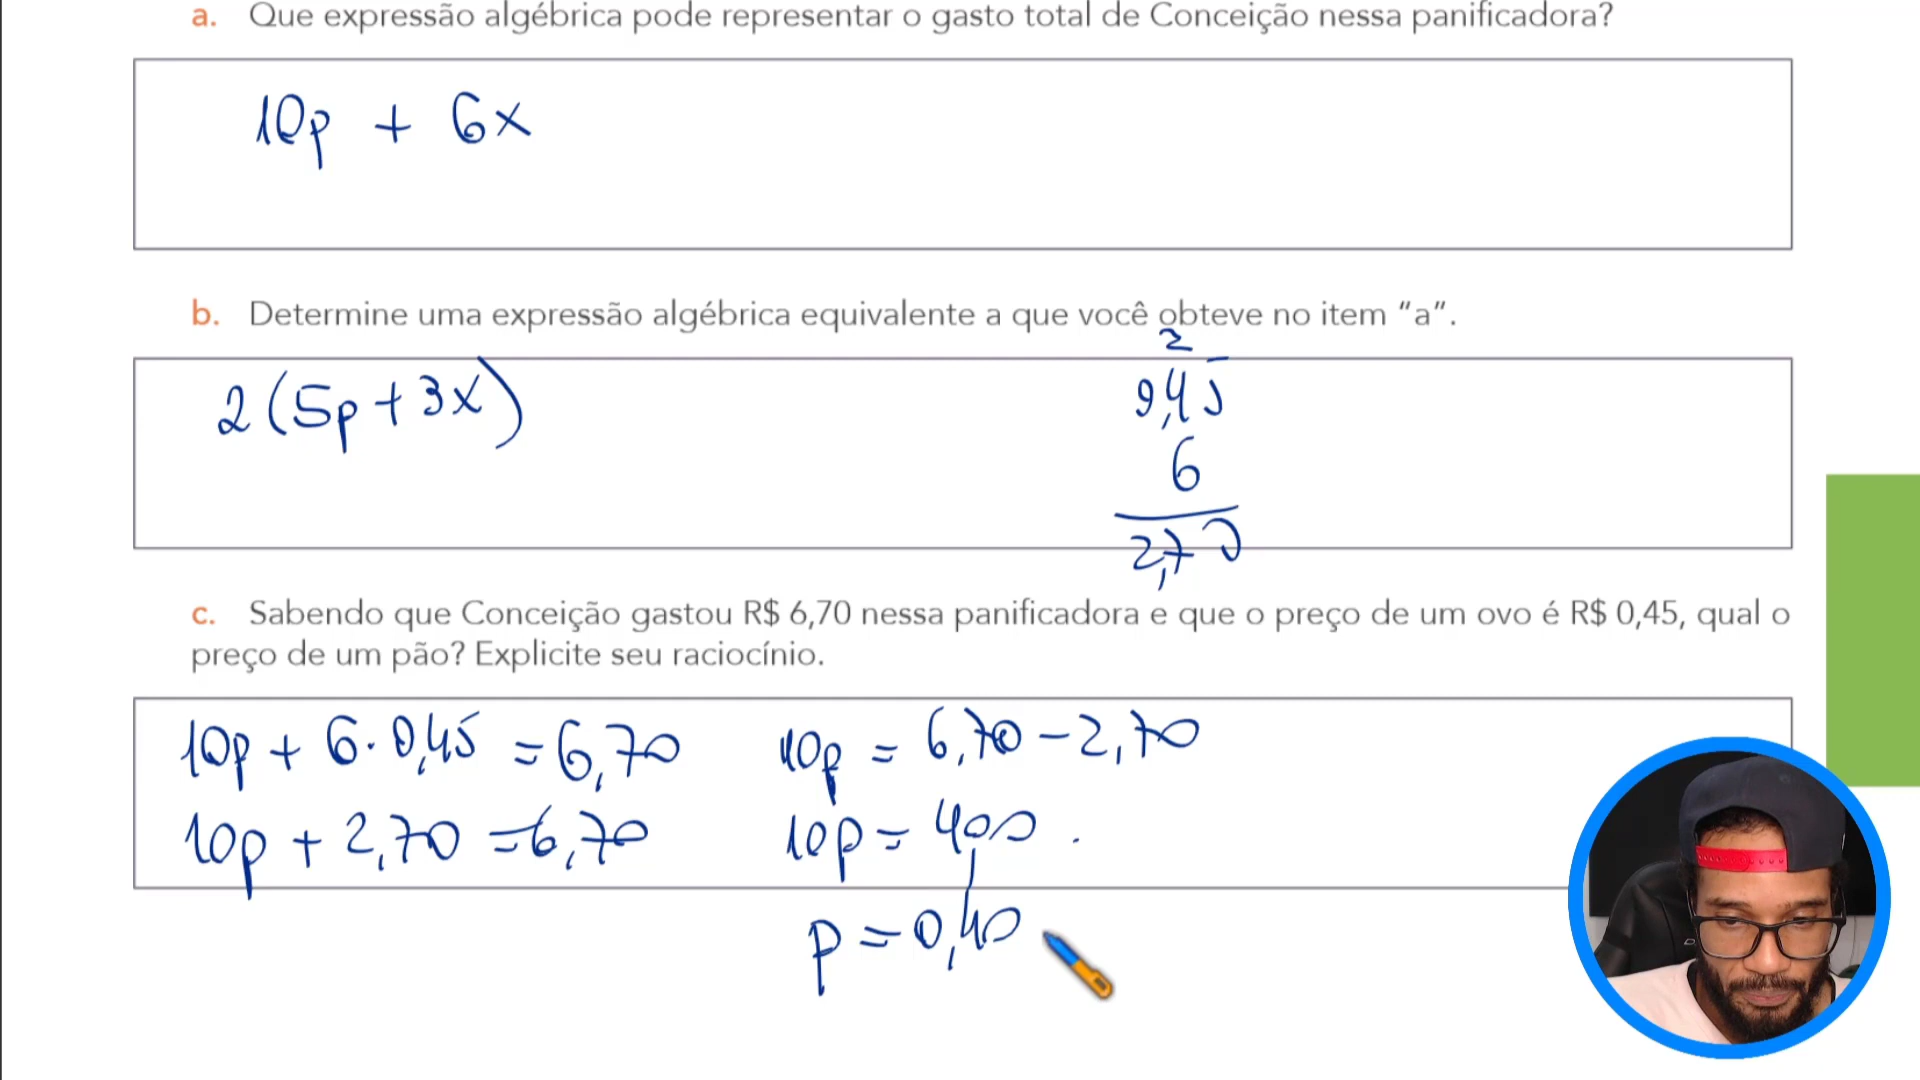 a. Que expressão algébrica pode representar o gasto total de Conceição nessa panificadora?
10p + 6x
b. Determine uma expressão algébrica equivalente a que você obteve no item "a".
2(5p+3x)
2
0,45
6
2,70
c. Sabendo que Conceição gastou R$ 6,70 nessa panificadora e que o preço de um ovo é R$ 0,45, qual o
preço de um pão? Explicite seu raciocínio.
10p + 6·0,45 = 6,70
10p + 2,70 = 6,70
10p = 6,70 - 2,70
10p = 4,00
p = 0,40